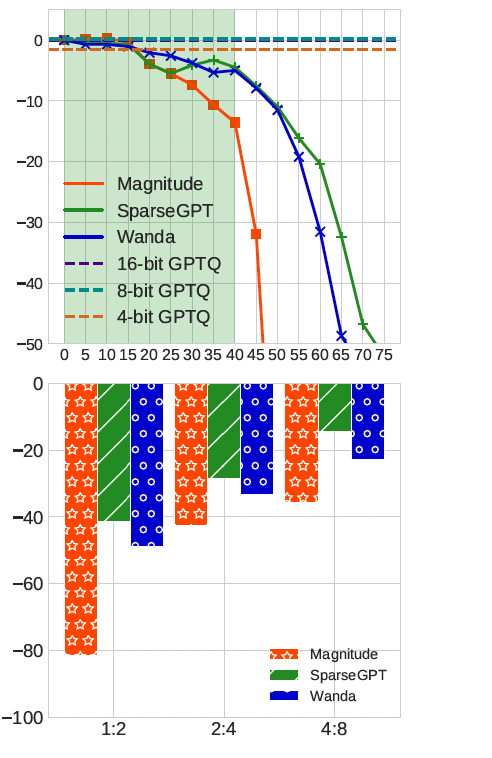 0
−10
−20
−30
−40
−50
Magnitude
SparseGPT
Wanda
16-bit GPTQ
8-bit GPTQ
4-bit GPTQ
0 5 10 15 20 25 30 35 40 45 50 55 60 65 70 75
0
−20
−40
−60
−80
−100
Magnitude
SparseGPT
Wanda
1:2 2:4 4:8